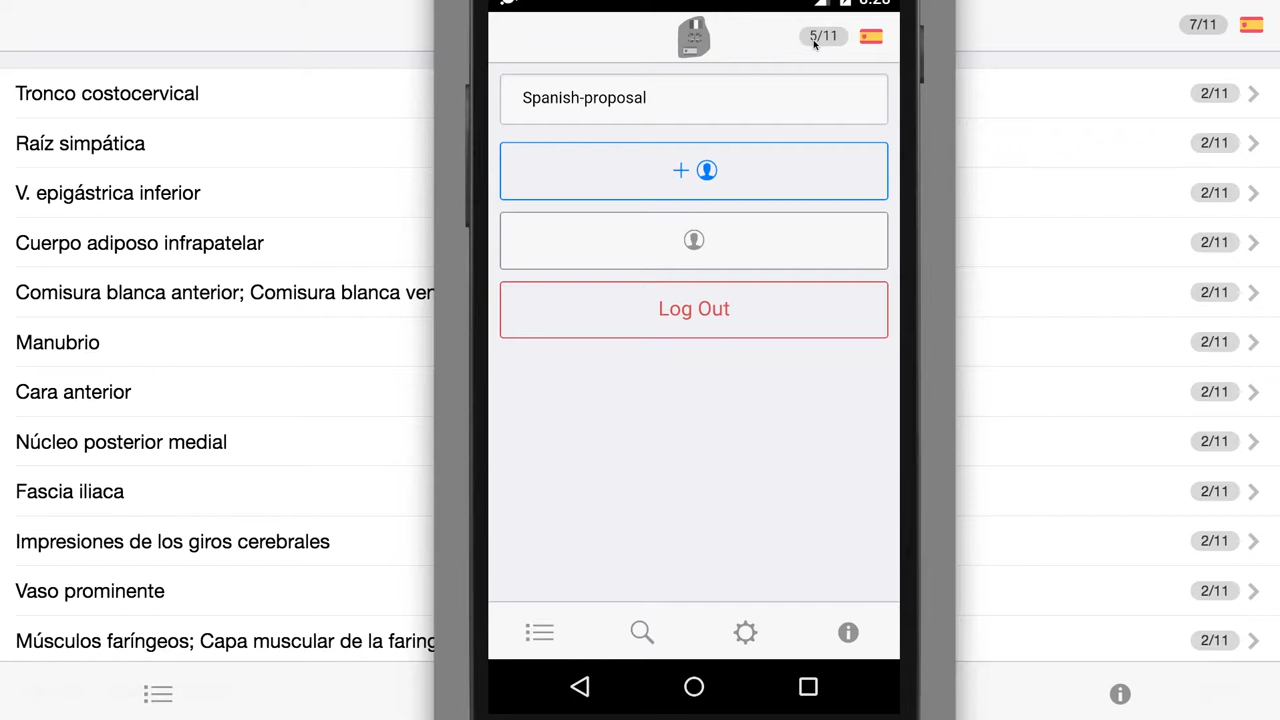 5/11
Spanish-proposal
+
Log Out
7/11
Tronco costocervical 2/11
Raíz simpática 2/11
V. epigástrica inferior 2/11
Cuerpo adiposo infrapatelar 2/11
Comisura blanca anterior; Comisura blanca ven 2/11
Manubrio 2/11
Cara anterior 2/11
Núcleo posterior medial 2/11
Fascia iliaca 2/11
Impresiones de los giros cerebrales 2/11
Vaso prominente 2/11
Músculos faríngeos; Capa muscular de la faring 2/11